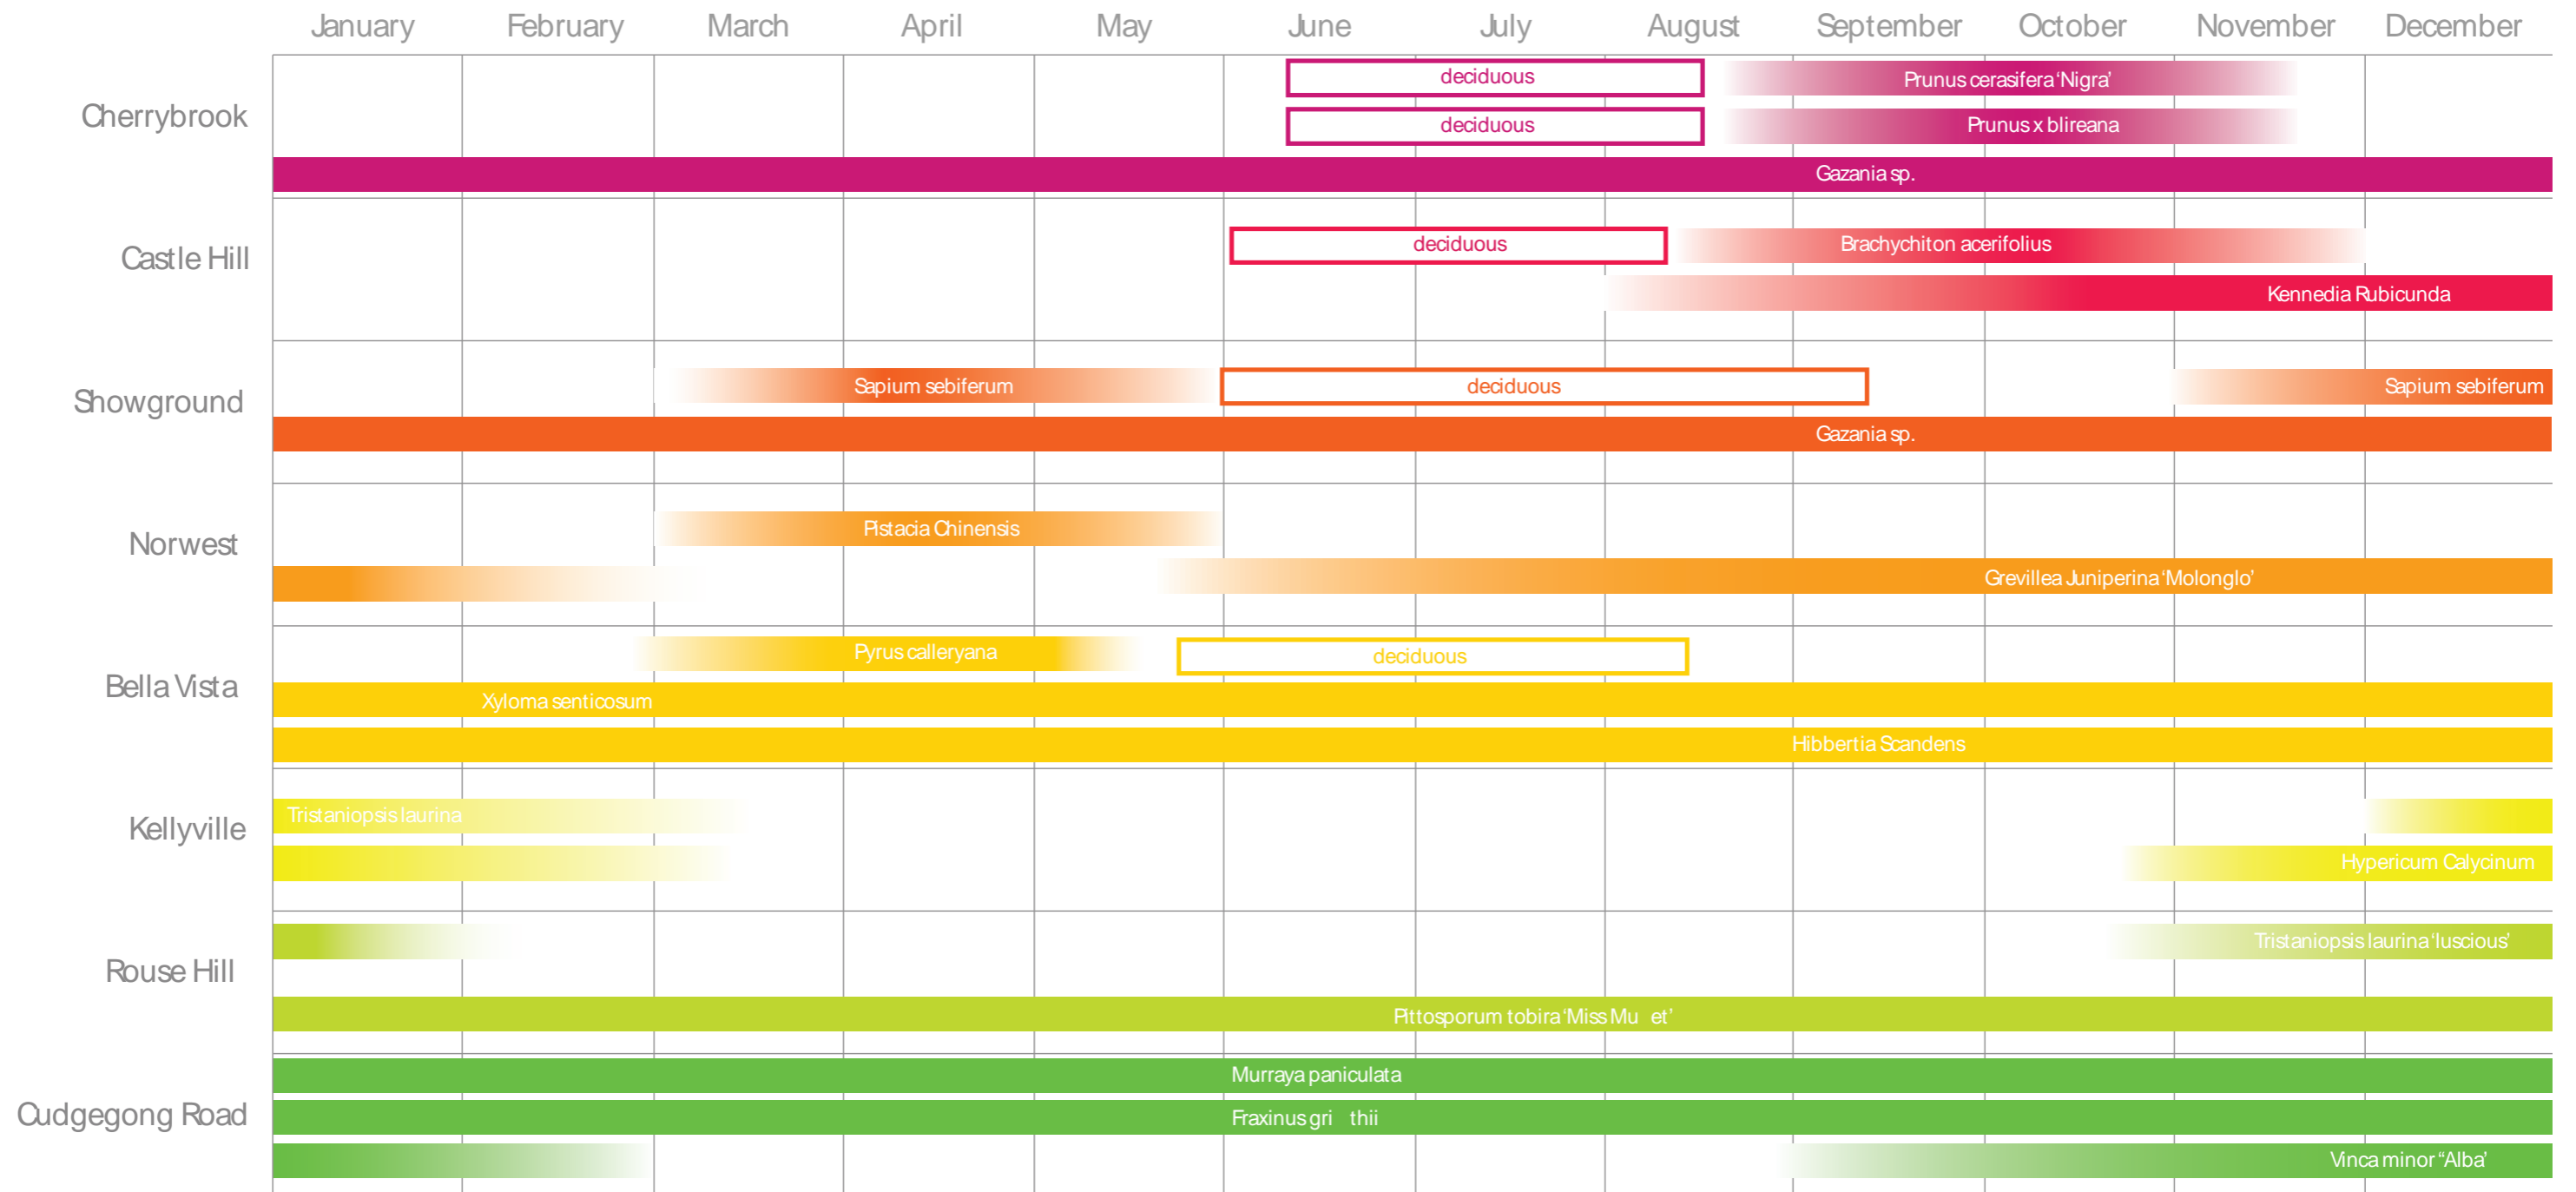 January February March April May June July August September October November December
deciduous Prunus cerasifera ‘Nigra’
Cherrybrook
deciduous Prunus x blireana
Gazania sp.
deciduous Brachychiton acerifolius
Castle Hill
Kennedia Rubicunda
Sapium sebiferum deciduous Sapium sebiferum
Showground
Gazania sp.
Pistacia Chinensis
Norwest
Grevillea Juniperina ‘Molonglo’
Pyrus calleryana deciduous
Bella Vista
Xyloma senticosum
Hibbertia Scandens
Tristaniopsis laurina
Kellyville
Hypericum Calycinum
Tristaniopsis laurina ‘luscious’
Rouse Hill
Pittosporum tobira ‘Miss Mu et’
Murraya paniculata
Cudgegong Road
Fraxinus gri thii
Vinca minor “Alba’